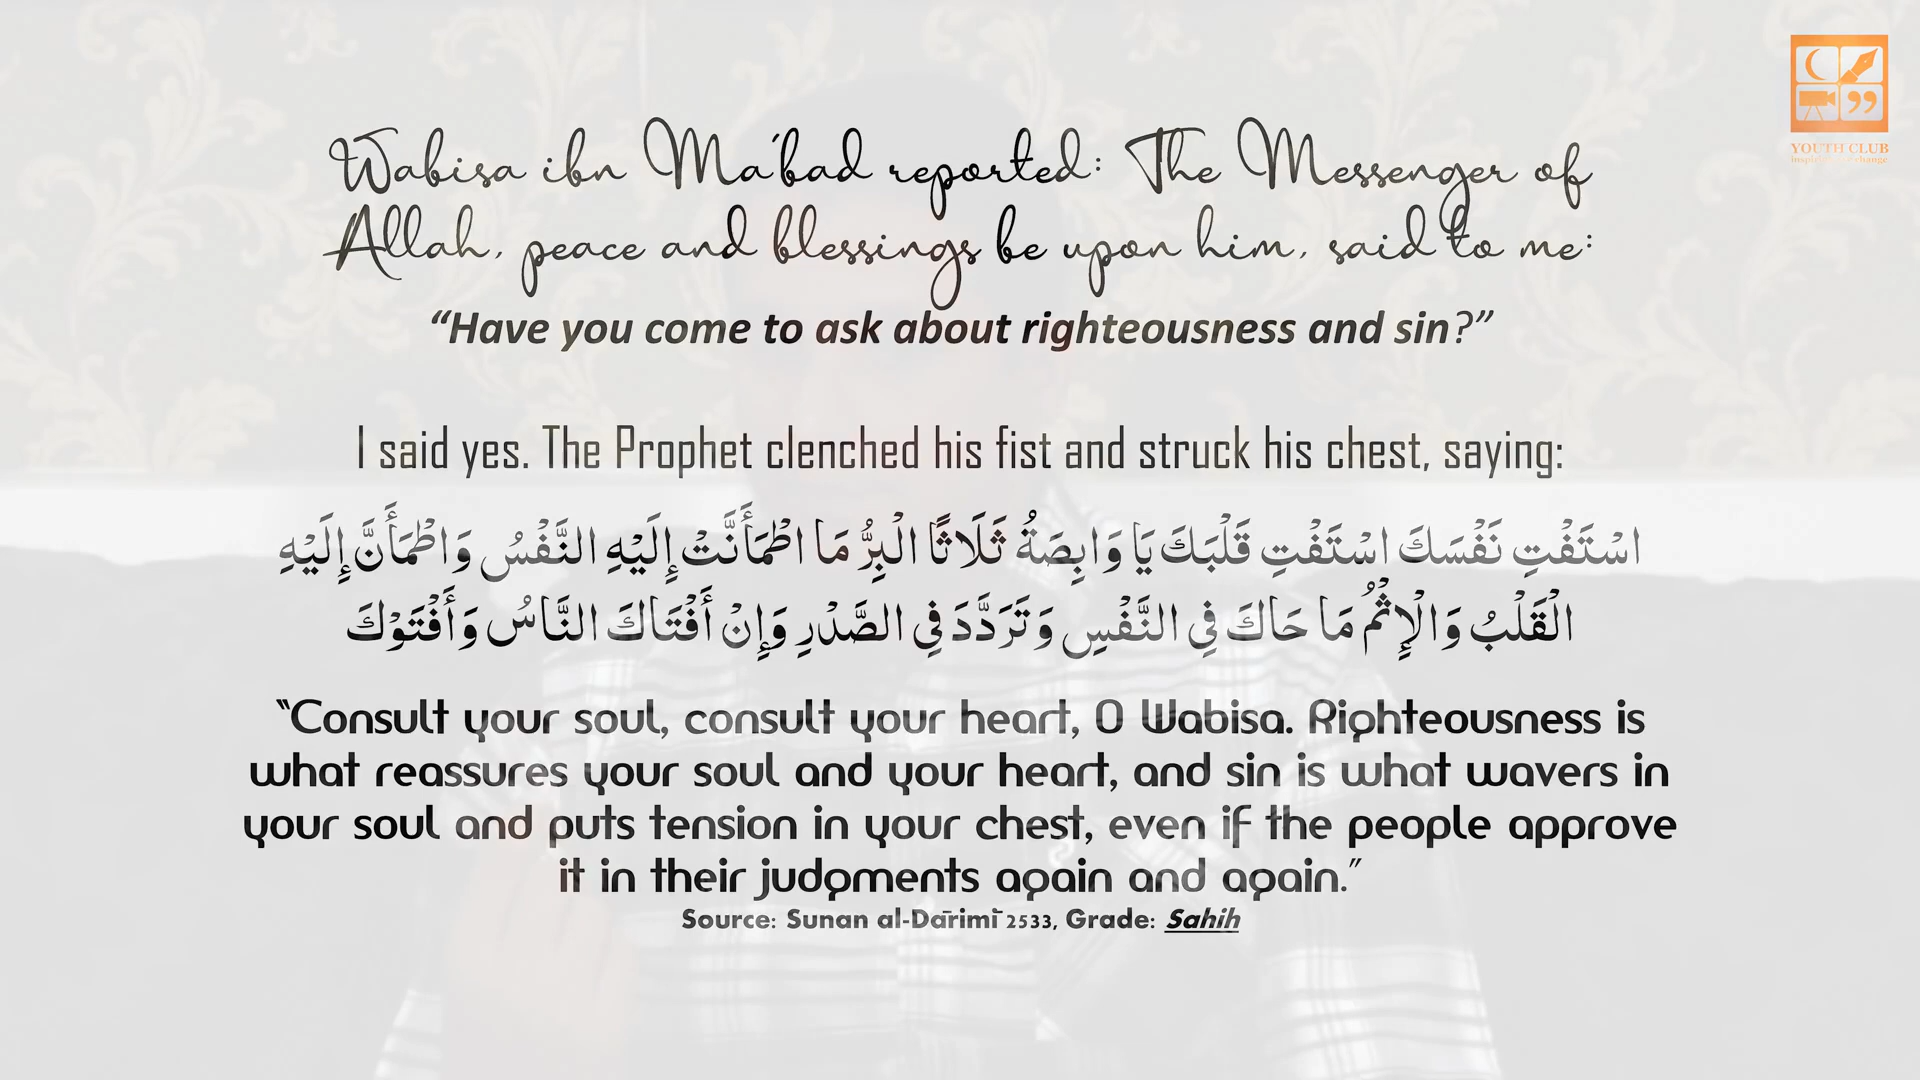 YOUTH CLUB
Wabisa ibn Ma'bad reported: The Messenger of
Allah, peace and blessings be upon him, said to me:
“Have you come to ask about righteousness and sin?”
I said yes. The Prophet clenched his fist and struck his chest, saying:
اسْتَفْتِ نَفْسَكَ اسْتَفْتِ قَلْبَكَ يَا وَابِصَةُ ثَلَاثًا الْبِرُّ مَا اطْمَأَنَّتْ إِلَيْهِ النَّفْسُ وَاطْمَأَنَّ إِلَيْهِ
الْقَلْبُ وَالْإِثْمُ مَا حَاكَ فِي النَّفْسِ وَتَرَدَّدَ فِي الصَّدْرِ وَإِنْ أَفْتَاكَ النَّاسُ وَأَفْتَوْكَ
“Consult your soul, consult your heart, O Wabisa. Righteousness is
what reassures your soul and your heart, and sin is what wavers in
your soul and puts tension in your chest, even if the people approve
it in their judgments again and again.”
Source: Sunan al-Dārimī 2533, Grade: Sahih